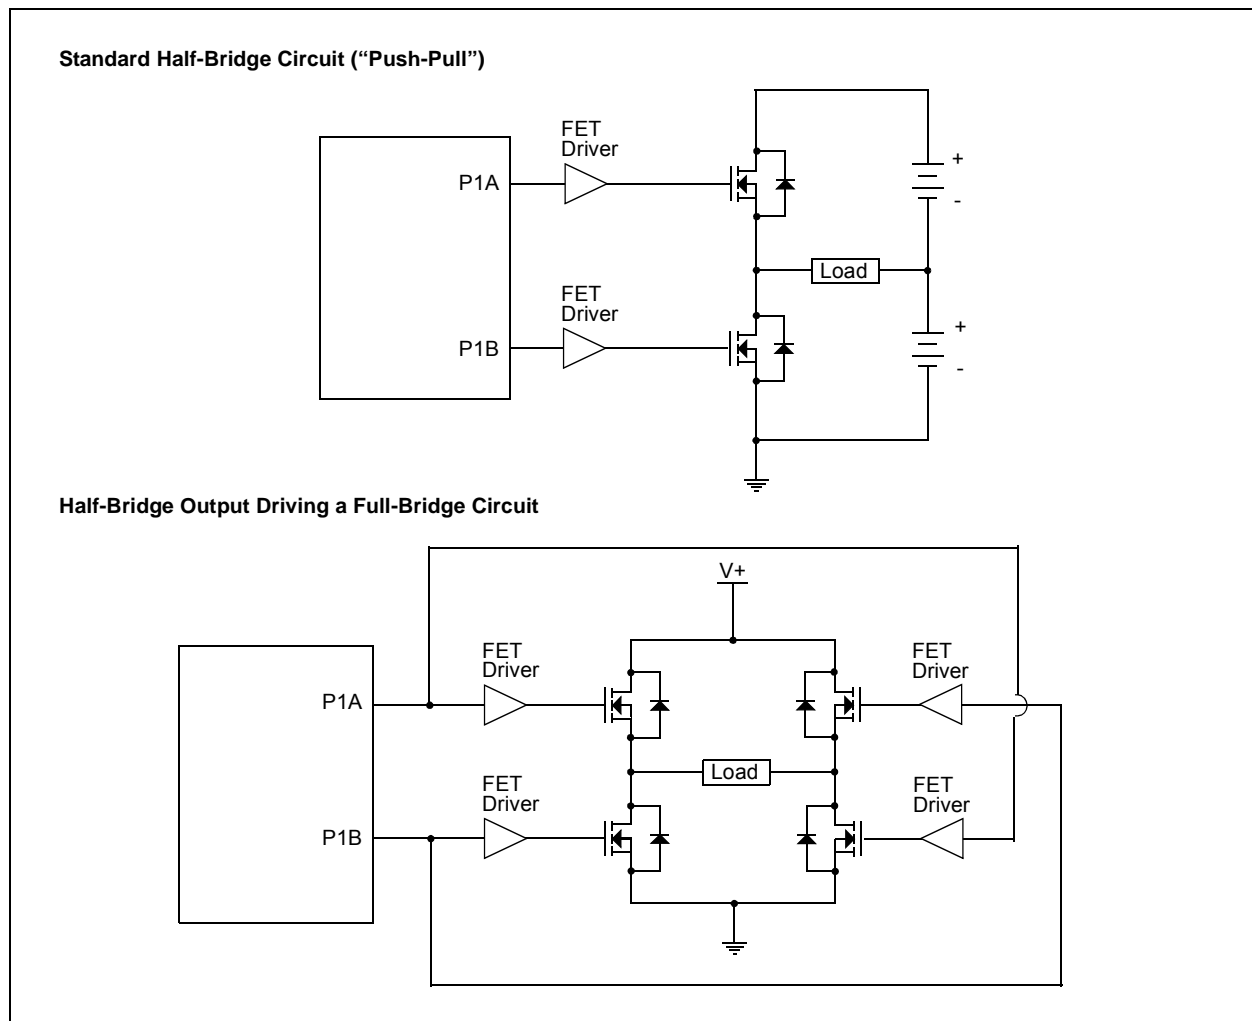 Standard Half-Bridge Circuit (“Push-Pull”)
FET
Driver
P1A
+
-
Load
FET
Driver
P1B
+
-
Half-Bridge Output Driving a Full-Bridge Circuit
V+
FET
Driver
FET
Driver
P1A
Load
FET
Driver
FET
Driver
P1B